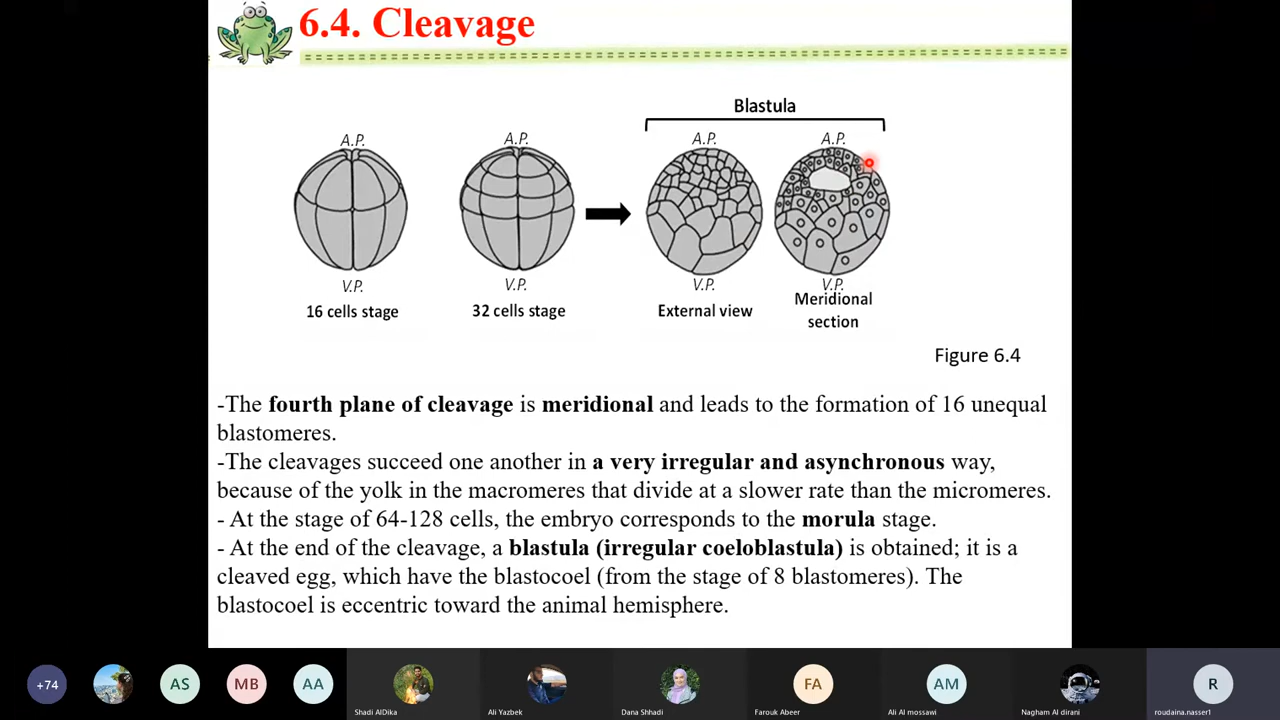 6.4. Cleavage
Blastula
A.P.
A.P.
A.P.
A.P.
V.P.
V.P.
V.P.
V.P.
16 cells stage
32 cells stage
External view
Meridional
section
Figure 6.4
-The fourth plane of cleavage is meridional and leads to the formation of 16 unequal
blastomeres.
-The cleavages succeed one another in a very irregular and asynchronous way,
because of the yolk in the macromeres that divide at a slower rate than the micromeres.
- At the stage of 64-128 cells, the embryo corresponds to the morula stage.
- At the end of the cleavage, a blastula (irregular coeloblastula) is obtained; it is a
cleaved egg, which have the blastocoel (from the stage of 8 blastomeres). The
blastocoel is eccentric toward the animal hemisphere.
+74
AS
MB
AA
FA
AM
R
Shadi AlDika
Ali Yazbek
Dana Shhadi
Farouk Abeer
Ali Al mossawi
Nagham Al dirani
roudaina.nasser1